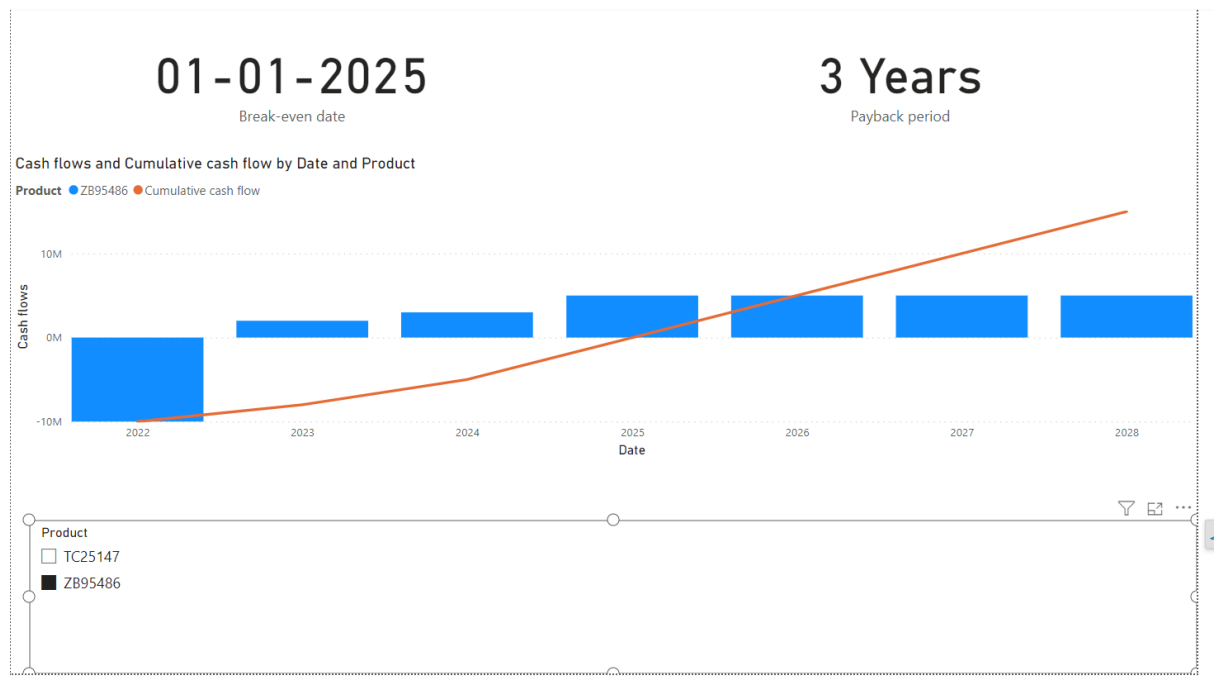 01-01-2025
Break-even date
3 Years
Payback period
Cash flows and Cumulative cash flow by Date and Product
Product ZB95486 Cumulative cash flow
Cash flows
10M
0M
-10M
2022 2023 2024 2025 2026 2027 2028
Date
Product
TC25147
ZB95486